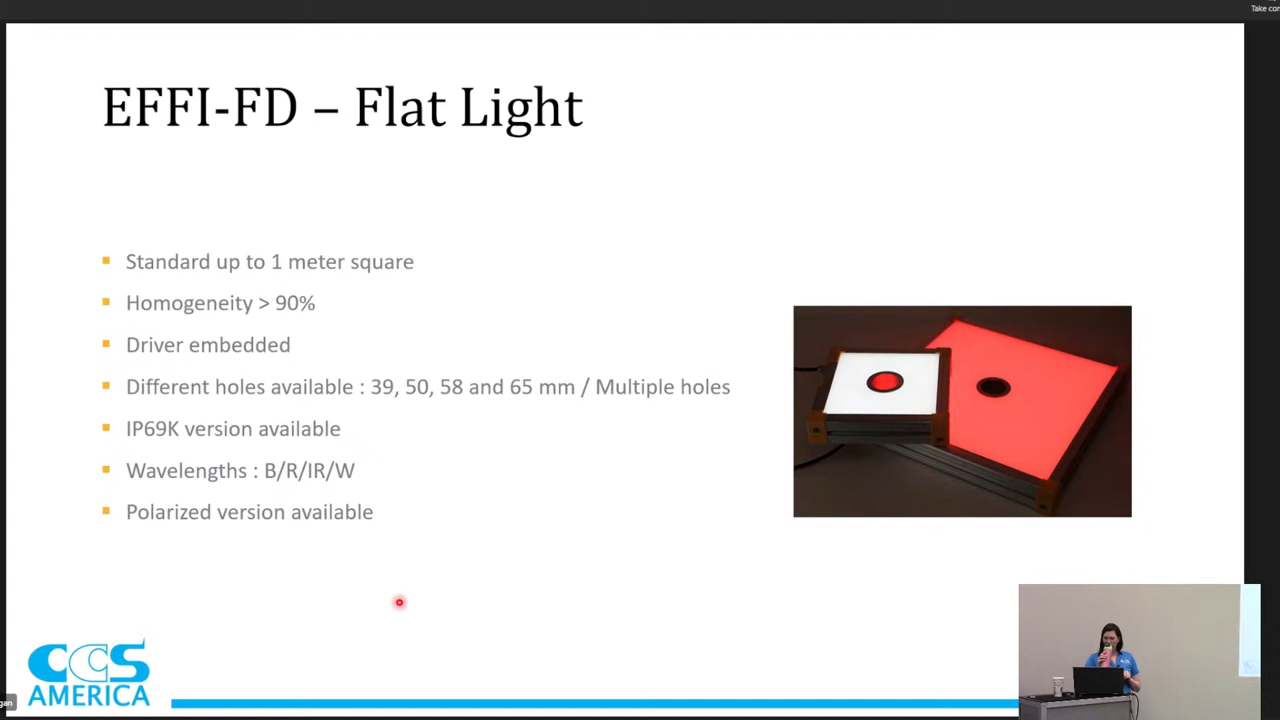 Take con
EFFI-FD – Flat Light
Standard up to 1 meter square
Homogeneity > 90%
Driver embedded
Different holes available : 39, 50, 58 and 65 mm / Multiple holes
IP69K version available
Wavelengths : B/R/IR/W
Polarized version available
CCS
AMERICA
gan